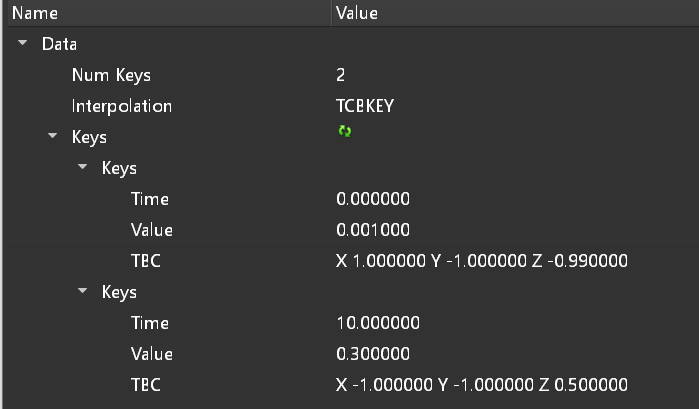 Name Value
Data
Num Keys 2
Interpolation TCBKEY
Keys
Keys
Time 0.000000
Value 0.001000
TBC X 1.000000 Y -1.000000 Z -0.990000
Keys
Time 10.000000
Value 0.300000
TBC X -1.000000 Y -1.000000 Z 0.500000